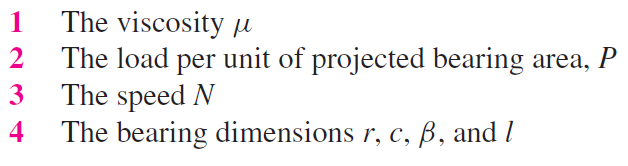 1 The viscosity μ
2 The load per unit of projected bearing area, P
3 The speed N
4 The bearing dimensions r, c, β, and l